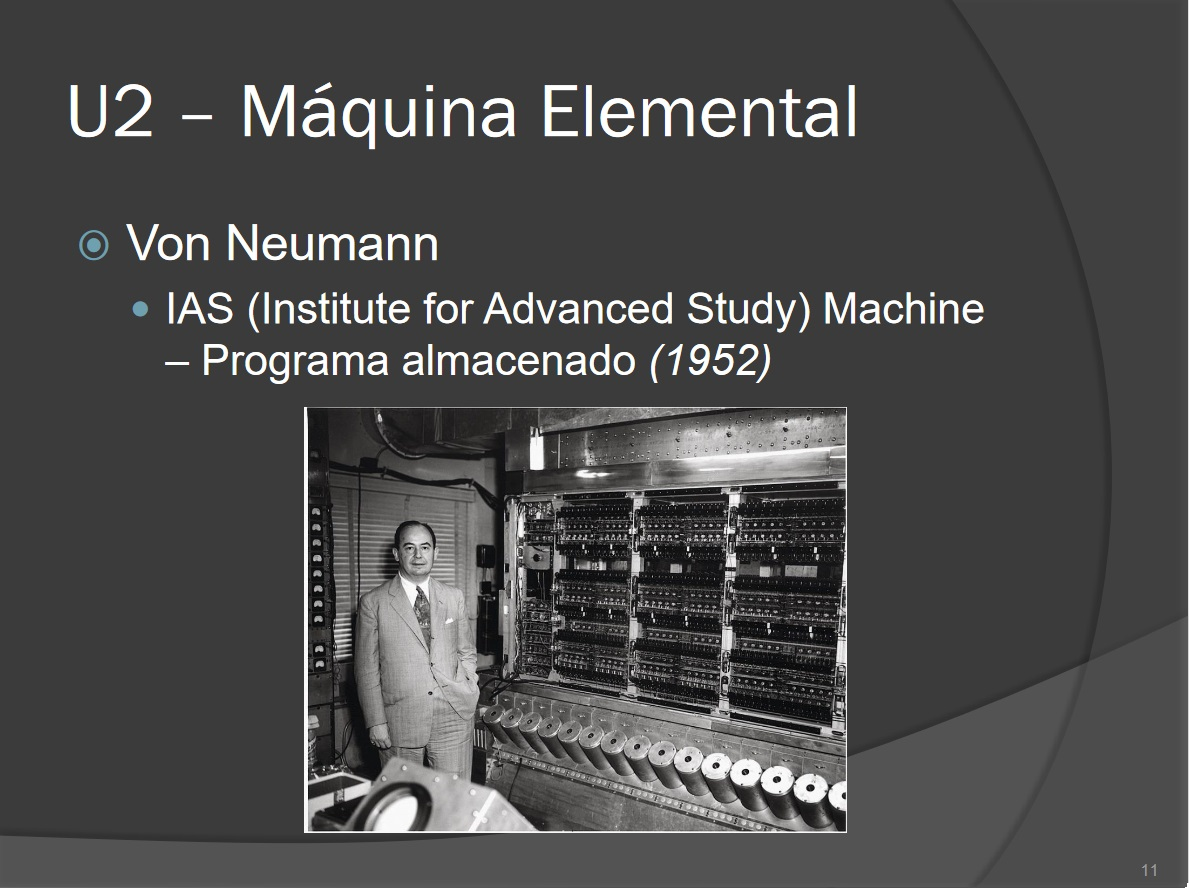 U2 – Máquina Elemental
Von Neumann
IAS (Institute for Advanced Study) Machine
– Programa almacenado (1952)
11